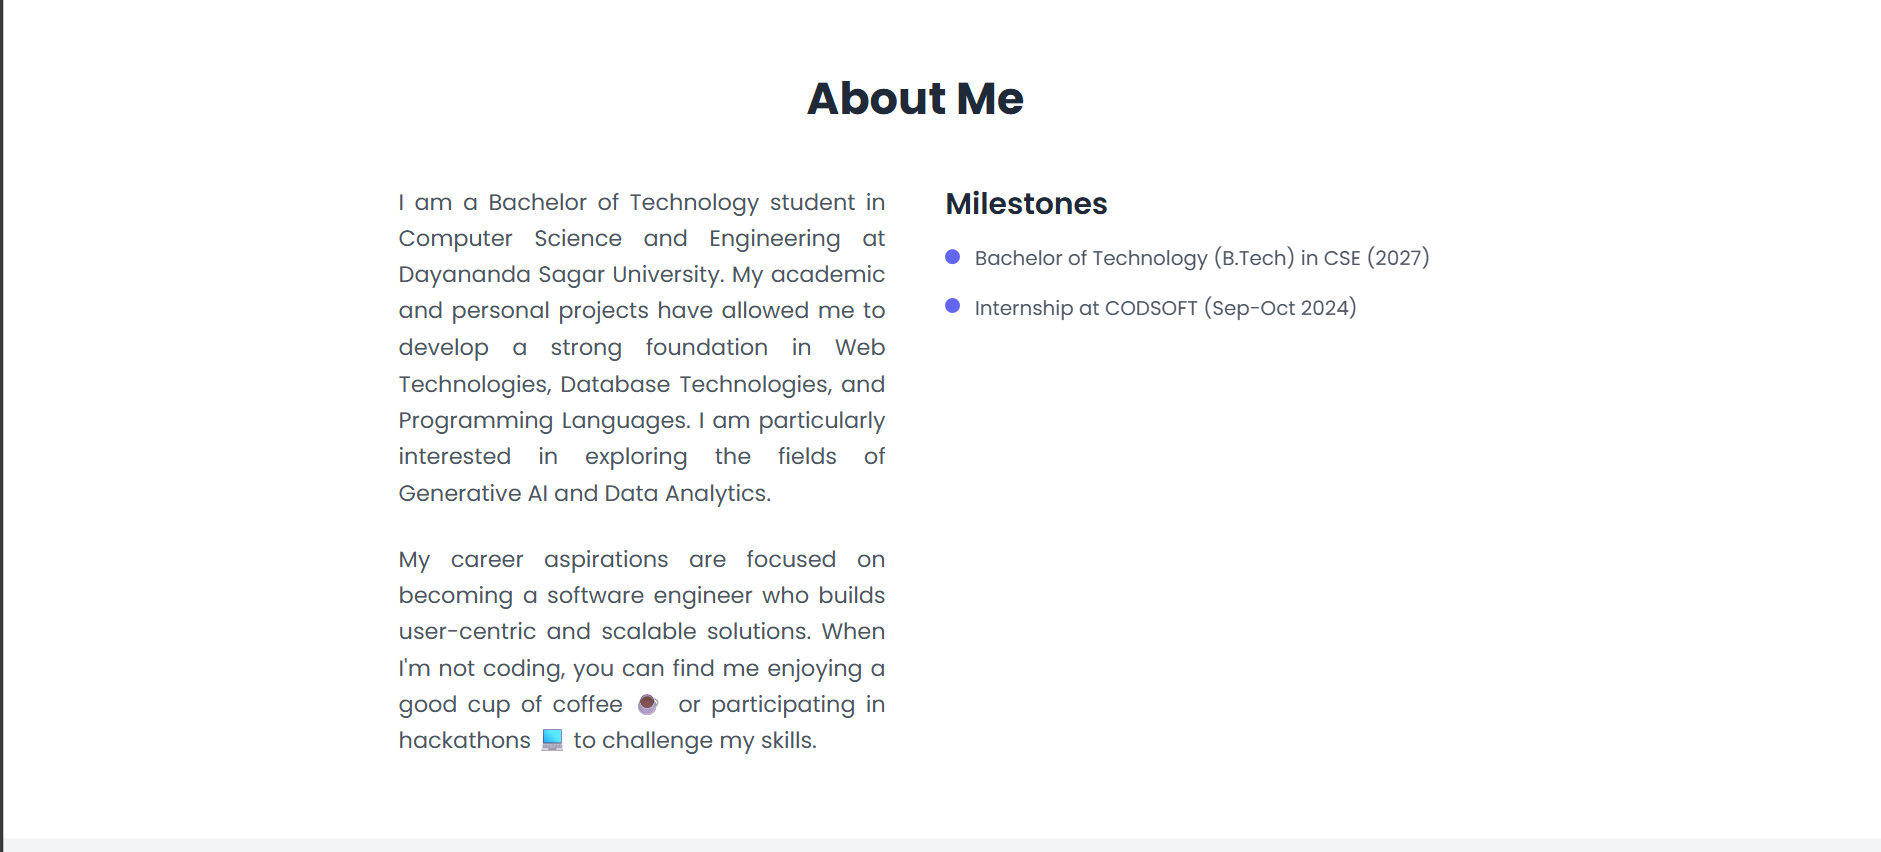 About Me
I am a Bachelor of Technology student in
Computer Science and Engineering at
Dayananda Sagar University. My academic
and personal projects have allowed me to
develop a strong foundation in Web
Technologies, Database Technologies, and
Programming Languages. I am particularly
interested in exploring the fields of
Generative AI and Data Analytics.
My career aspirations are focused on
becoming a software engineer who builds
user-centric and scalable solutions. When
I'm not coding, you can find me enjoying a
good cup of coffee ☕ or participating in
hackathons 💻 to challenge my skills.
Milestones
Bachelor of Technology (B.Tech) in CSE (2027)
Internship at CODSOFT (Sep-Oct 2024)